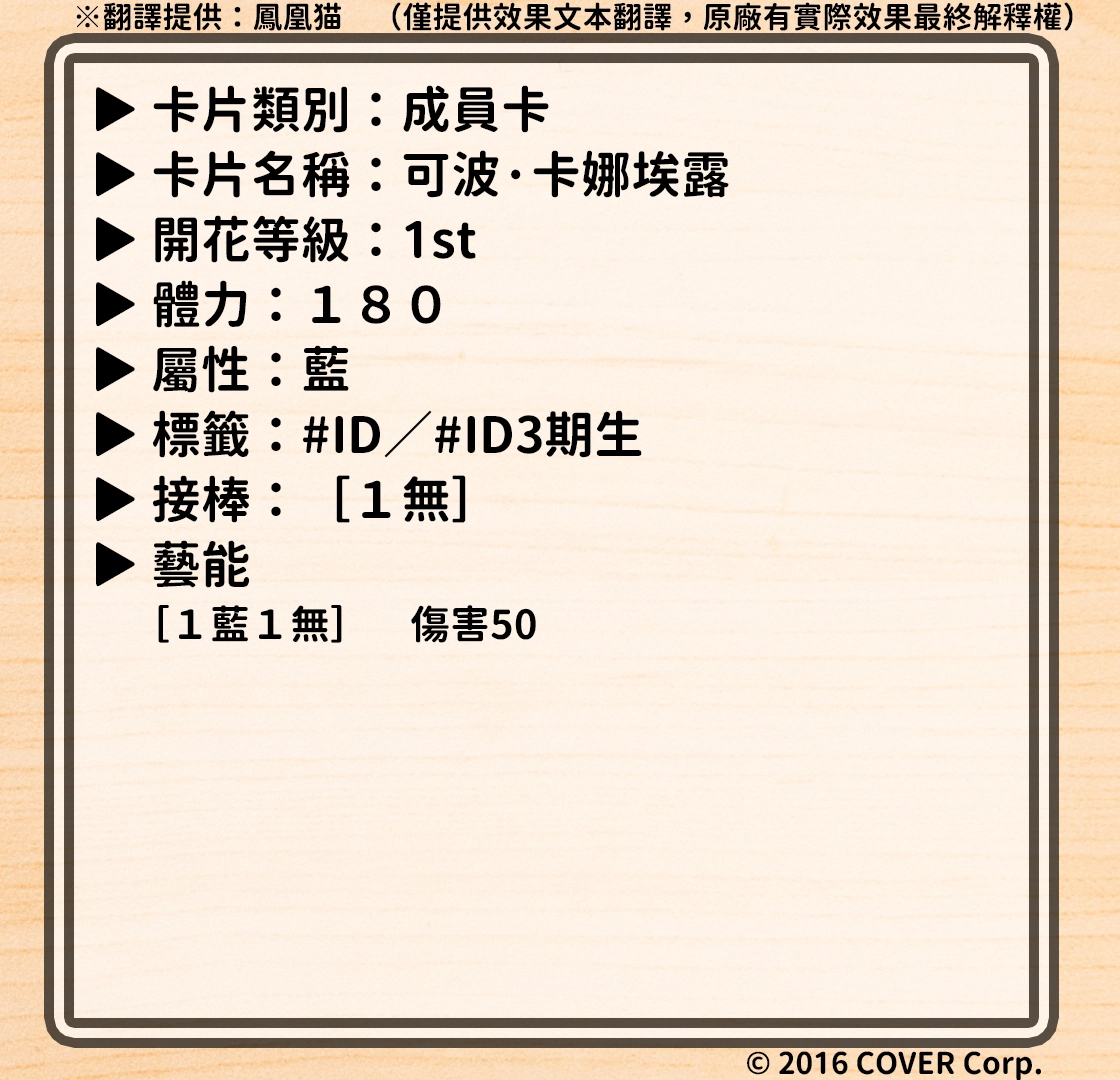 ※翻譯提供：鳳凰猫　（僅提供效果文本翻譯，原廠有實際效果最終解釋權）
▶ 卡片類別：成員卡
▶ 卡片名稱：可波·卡娜埃露
▶ 開花等級：1st
▶ 體力：１８０
▶ 屬性：藍
▶ 標籤：#ID／#ID3期生
▶ 接棒：［１無］
▶ 藝能
［１藍１無］　傷害50
© 2016 COVER Corp.